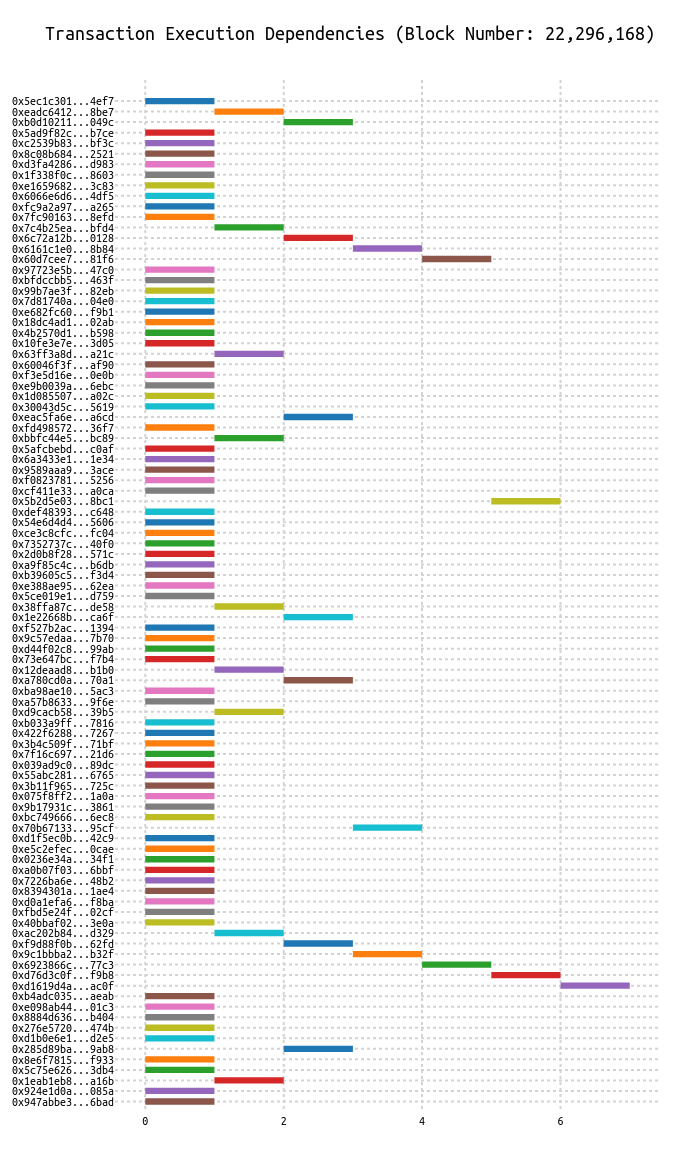 Transaction Execution Dependencies (Block Number: 22,296,168)
0x5ec1c301...4ef7
0xeadc6412...8be7
0xb0d10211...049c
0x5ad9f82c...b7ce
0xc2539b83...bf3c
0x8c08b684...2521
0xd3fa4286...d983
0x1f338f0c...8603
0xe1659682...3c83
0x6066e6d6...4df5
0xfc9a2a97...a265
0x7fc90163...8efd
0x7c4b25ea...bfd4
0x6c72a12b...0128
0x6161c1e0...8b84
0x60d7cee7...81f6
0x97723e5b...47c0
0xbfdccbb5...463f
0x99b7ae3f...82eb
0x7d81740a...04e0
0xe682fc60...f9b1
0x18dc4ad1...02ab
0x4b2570d1...b598
0x10fe3e7e...3d05
0x63ff3a8d...a21c
0x60046f3f...af90
0xf3e5d16e...0e0b
0xe9b0039a...6ebc
0x1d085507...a02c
0x30043d5c...5619
0xeac5fa6e...a6cd
0xfd498572...36f7
0xbbfc44e5...bc89
0x5afcbebd...c0af
0x6a3433e1...1e34
0x9589aaa9...3ace
0xf0823781...5256
0xcf411e33...a0ca
0x5b2d5e03...8bc1
0xdef48393...c648
0x54e6d4d4...5606
0xce3c8cfc...fc04
0x7352737c...40f0
0x2d0b8f28...571c
0xa9f85c4c...b6db
0xb39605c5...f3d4
0xe388ae95...62ea
0x5ce019e1...d759
0x38ffa87c...de58
0x1e22668b...ca6f
0xf527b2ac...1394
0x9c57edaa...7b70
0xd44f02c8...99ab
0x73e647bc...f7b4
0x12deaad8...b1b0
0xa780cd0a...70a1
0xba98ae10...5ac3
0xa57b8633...9f6e
0xd9cacb58...39b5
0xb033a9ff...7816
0x422f6288...7267
0x3b4c509f...71bf
0x7f16c697...21d6
0x039ad9c0...89dc
0x55abc281...6765
0x3b11f965...725c
0x075f8ff2...1a0a
0x9b17931c...3861
0xbc749666...6ec8
0x70b67133...95cf
0xd1f5ec0b...42c9
0xe5c2efec...0cae
0x0236e34a...34f1
0xa0b07f03...6bbf
0x7226ba6e...48b2
0x8394301a...1ae4
0xd0a1efa6...f8ba
0xfbd5e24f...02cf
0x40bbaf02...3e0a
0xac202b84...d329
0xf9d88f0b...62fd
0x9c1bbba2...b32f
0x6923866c...77c3
0xd76d3c0f...f9b8
0xd1619d4a...ac0f
0xb4adc035...aeab
0xe098ab44...01c3
0x8884d636...b404
0x276e5720...474b
0xd1b0e6e1...d2e5
0x285d89ba...9ab8
0x8e6f7815...f933
0x5c75e626...3db4
0x1eab1eb8...a16b
0x924e1d0a...085a
0x947abbe3...6bad
0 2 4 6